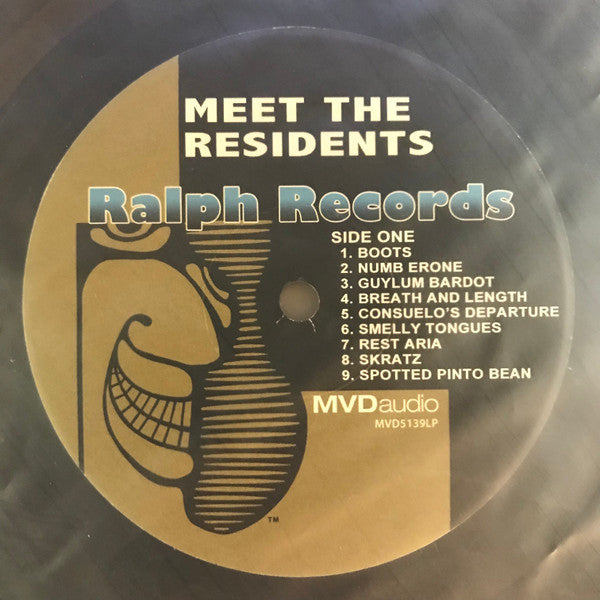 MEET THE
RESIDENTS
Ralph Records
SIDE ONE
1. BOOTS
2. NUMB ERONE
3. GUYLUM BARDOT
4. BREATH AND LENGTH
5. CONSUELO'S DEPARTURE
6. SMELLY TONGUES
7. REST ARIA
8. SKRATZ
9. SPOTTED PINTO BEAN
MVDaudio
MVD5139LP
TM